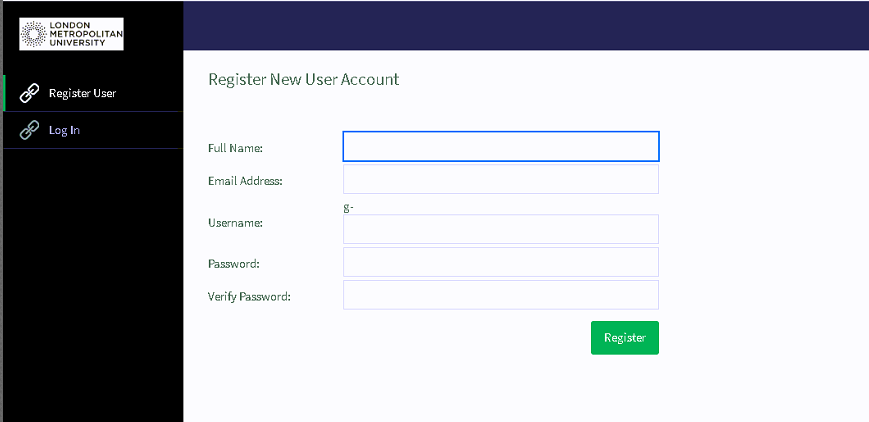 LONDON
METROPOLITAN
UNIVERSITY
Register User
Log In
Register New User Account
Full Name:
Email Address:
g-
Username:
Password:
Verify Password:
Register